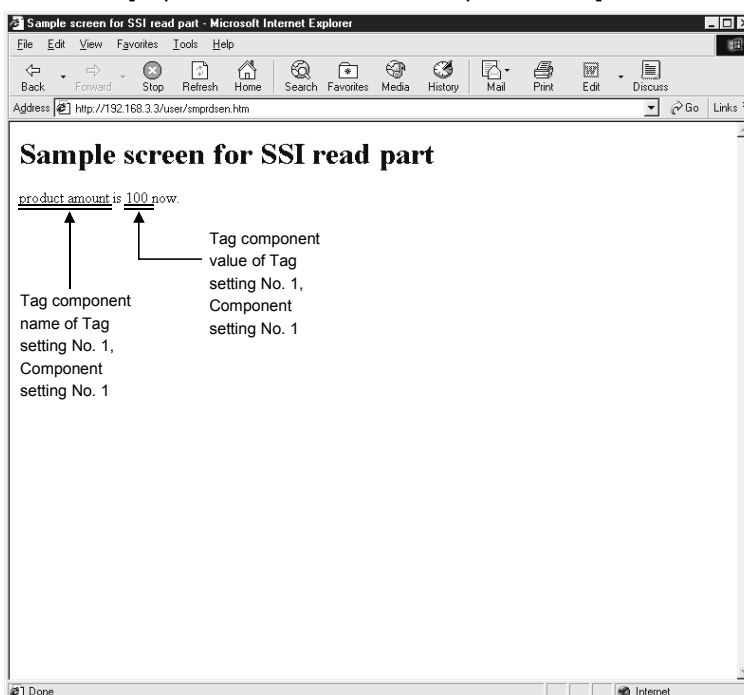 Sample screen for SSI read part - Microsoft Internet Explorer
File Edit View Favorites Tools Help
Back Forward Stop Refresh Home Search Favorites Media History Mail Print Edit Discuss
Address http://192.168.3.3/user/smprdsen.htm Go Links
Sample screen for SSI read part
product amount is 100 now.
Tag component
value of Tag
setting No. 1,
Component
setting No. 1
Tag component
name of Tag
setting No. 1,
Component
setting No. 1
Done Internet